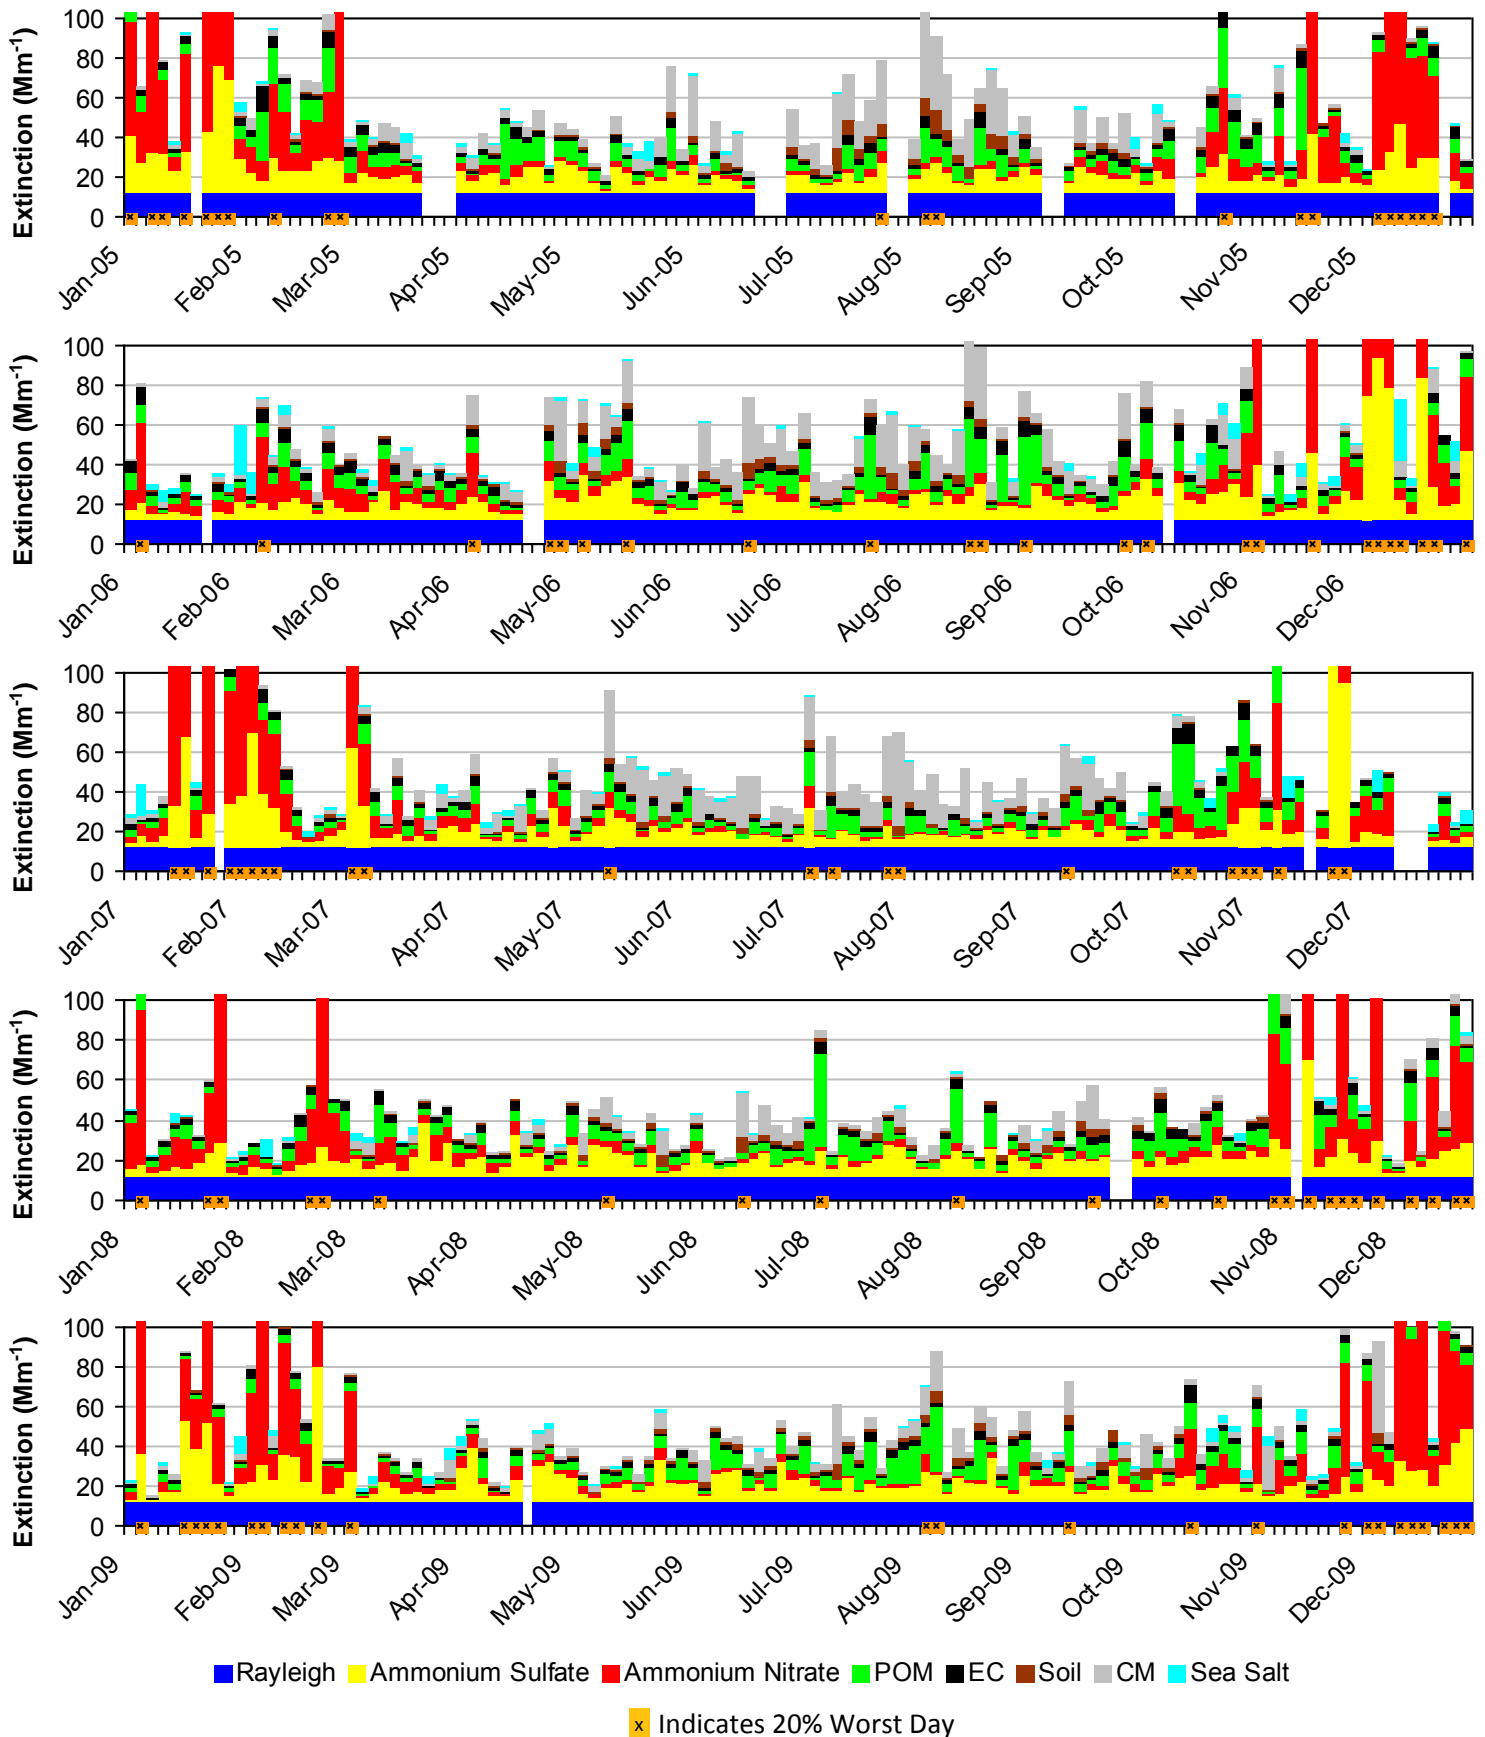 Extinction (Mm-1)
100
80
60
40
20
0
Jan-05 Feb-05 Mar-05 Apr-05 May-05 Jun-05 Jul-05 Aug-05 Sep-05 Oct-05 Nov-05 Dec-05
Extinction (Mm-1)
100
80
60
40
20
0
Jan-06 Feb-06 Mar-06 Apr-06 May-06 Jun-06 Jul-06 Aug-06 Sep-06 Oct-06 Nov-06 Dec-06
Extinction (Mm-1)
100
80
60
40
20
0
Jan-07 Feb-07 Mar-07 Apr-07 May-07 Jun-07 Jul-07 Aug-07 Sep-07 Oct-07 Nov-07 Dec-07
Extinction (Mm-1)
100
80
60
40
20
0
Jan-08 Feb-08 Mar-08 Apr-08 May-08 Jun-08 Jul-08 Aug-08 Sep-08 Oct-08 Nov-08 Dec-08
Extinction (Mm-1)
100
80
60
40
20
0
Jan-09 Feb-09 Mar-09 Apr-09 May-09 Jun-09 Jul-09 Aug-09 Sep-09 Oct-09 Nov-09 Dec-09
Rayleigh Ammonium Sulfate Ammonium Nitrate POM EC Soil CM Sea Salt
x Indicates 20% Worst Day